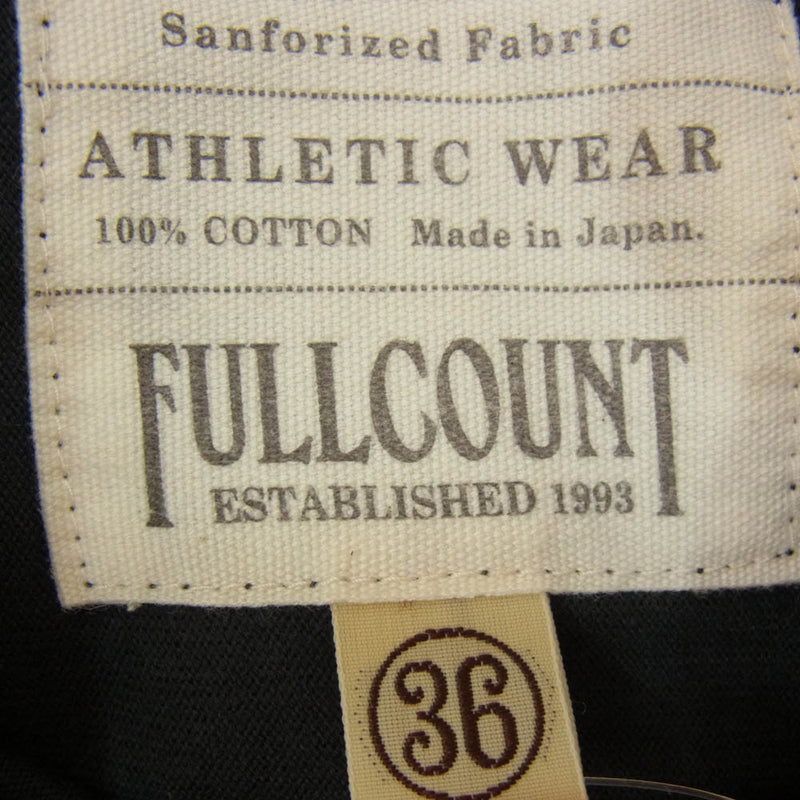 Sanforized Fabric
ATHLETIC WEAR
100% COTTON Made in Japan.
FULLCOUNT
ESTABLISHED 1993
36